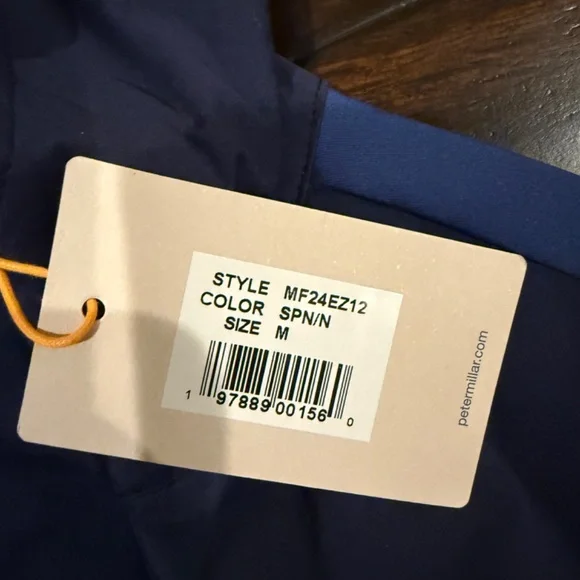 STYLE MF24EZ12
COLOR SPN/N
SIZE M
1 97889 00156 0
petermillar.com